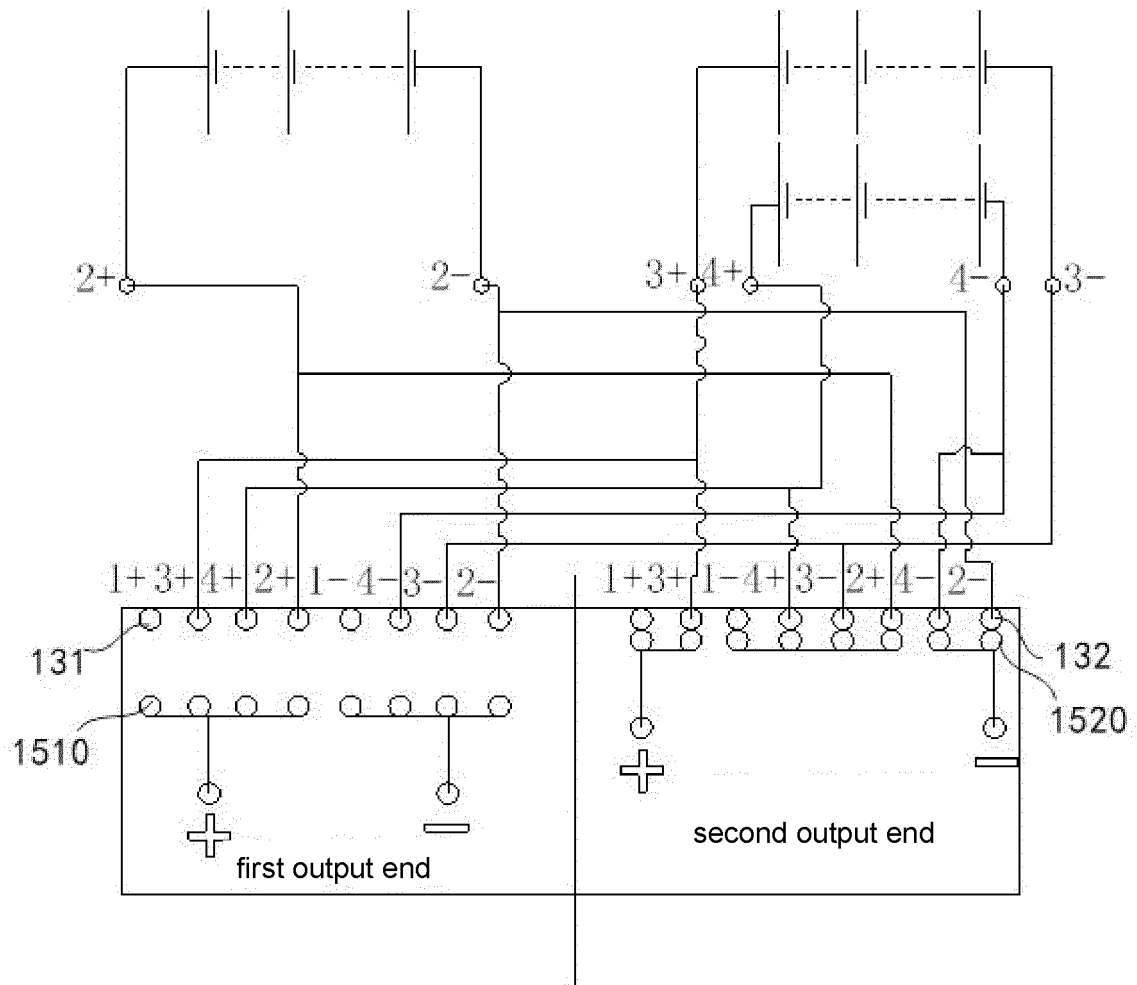 2+ 2- 3+ 4+ 4- 3-
1+ 3+ 4+ 2+ 1- 4- 3- 2- 1+ 3+ 1- 4+ 3- 2+ 4- 2-
131 132
1510 1520
+ -
+ -
second output end
first output end